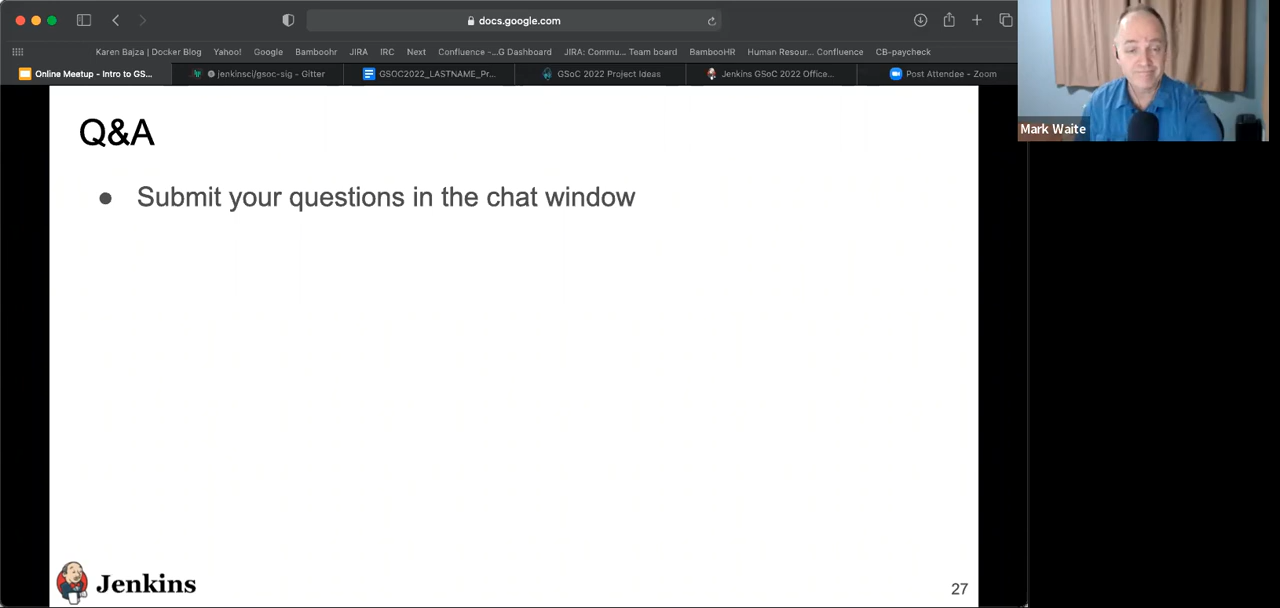 docs.google.com
Karen Bajza | Docker Blog Yahoo! Google Bamboohr JIRA IRC Next Confluence -...G Dashboard JIRA: Commu... Team board BambooHR Human Resour... Confluence CB-paycheck
Online Meetup - Intro to GS... jenkinsci/gsoc-sig - Gitter GSOC2022_LASTNAME_Pr... GSoC 2022 Project Ideas Jenkins GSoC 2022 Office... Post Attendee - Zoom
Mark Waite
Q&A
● Submit your questions in the chat window
Jenkins
27